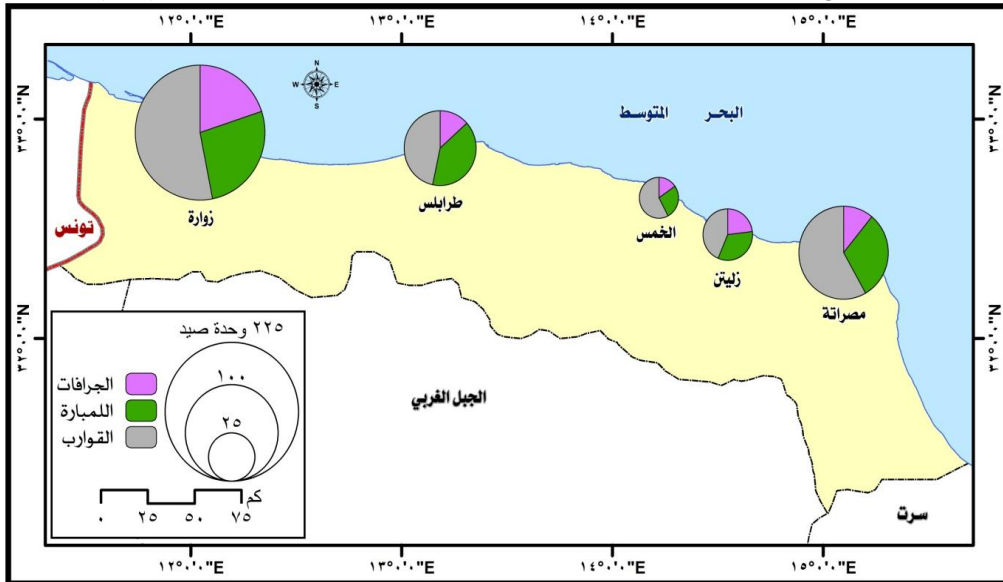 ١٢°٠'٠"E
١٣°٠'٠"E
١٤°٠'٠"E
١٥°٠'٠"E
٣٣°٠'٠"N
٣٣°٠'٠"N
W N E S
البحر المتوسط
زوارة
طرابلس
الخمس
زليتن
مصراتة
تونس
٣٢°٠'٠"N
٣٢°٠'٠"N
الجبل الغربي
سرت
٢٢٥ وحدة صيد
١٠٠
٢٥
الجرافات
اللمبارة
القوارب
كم
٠ ٢٥ ٥٠ ٧٥
١٢°٠'٠"E
١٣°٠'٠"E
١٤°٠'٠"E
١٥°٠'٠"E